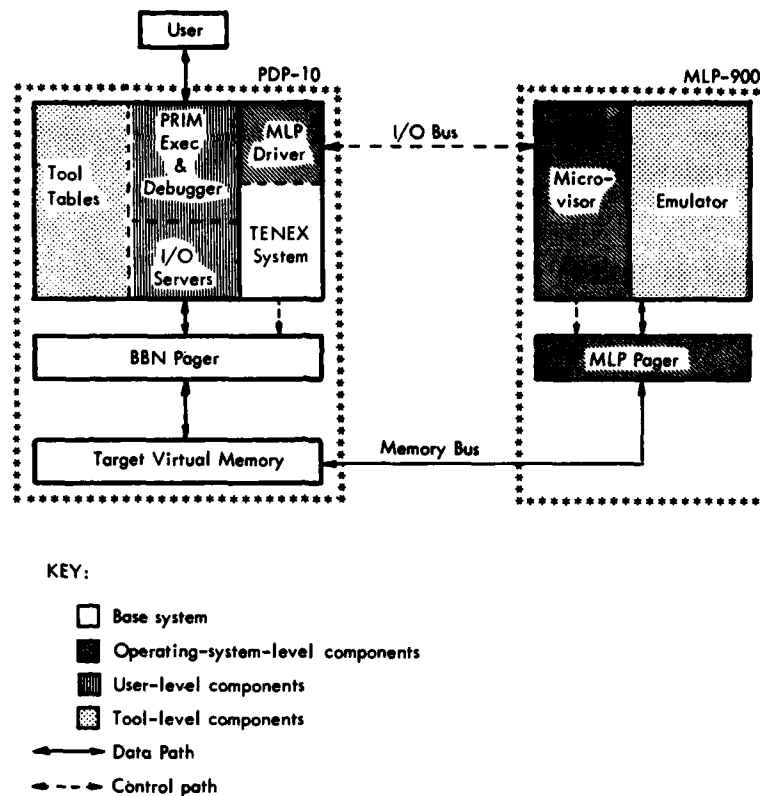 User
PDP-10
MLP-900
PRIM
Exec
&
Debugger
MLP
Driver
I/O Bus
Tool
Tables
Micro-
visor
Emulator
TENEX
System
I/O
Servers
BBN Pager
MLP Pager
Target Virtual Memory
Memory Bus
KEY:
Base system
Operating-system-level components
User-level components
Tool-level components
Data Path
Control path